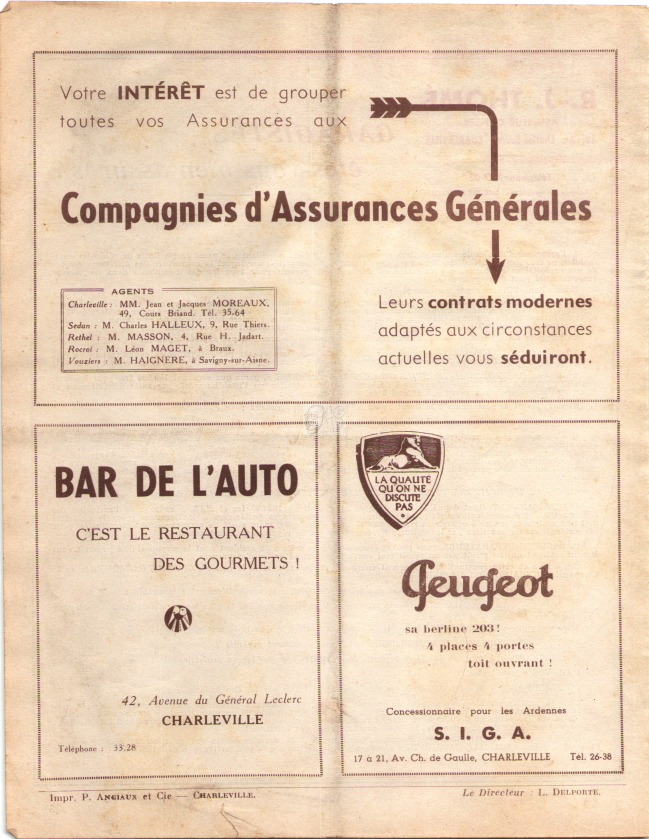 Votre INTÉRÊT est de grouper
toutes vos Assurances aux
Compagnies d'Assurances Générales
AGENTS
Charleville : MM. Jean et Jacques MOREAUX,
49, Cours Briand. Tél. 35-64
Sedan : M. Charles HALLEUX, 9, Rue Thiers.
Rethel : M. MASSON, 4, Rue H. Jadart.
Rocroi : M. Léon MAGET, à Braux.
Vouziers : M. HAIGNERE, à Savigny-sur-Aisne.
Leurs contrats modernes
adaptés aux circonstances
actuelles vous séduiront.
BAR DE L'AUTO
C'EST LE RESTAURANT
DES GOURMETS !
42, Avenue du Général Leclerc
CHARLEVILLE
Téléphone : 33.28
LA QUALITÉ
QU'ON NE
DISCUTE
PAS
Peugeot
sa berline 203 !
4 places 4 portes
toit ouvrant !
Concessionnaire pour les Ardennes
S. I. G. A.
17 à 21, Av. Ch. de Gaulle, CHARLEVILLE Tél. 26-38
Impr. P. ANCIAUX et Cie — CHARLEVILLE.
Le Directeur : L. DELPORTE.